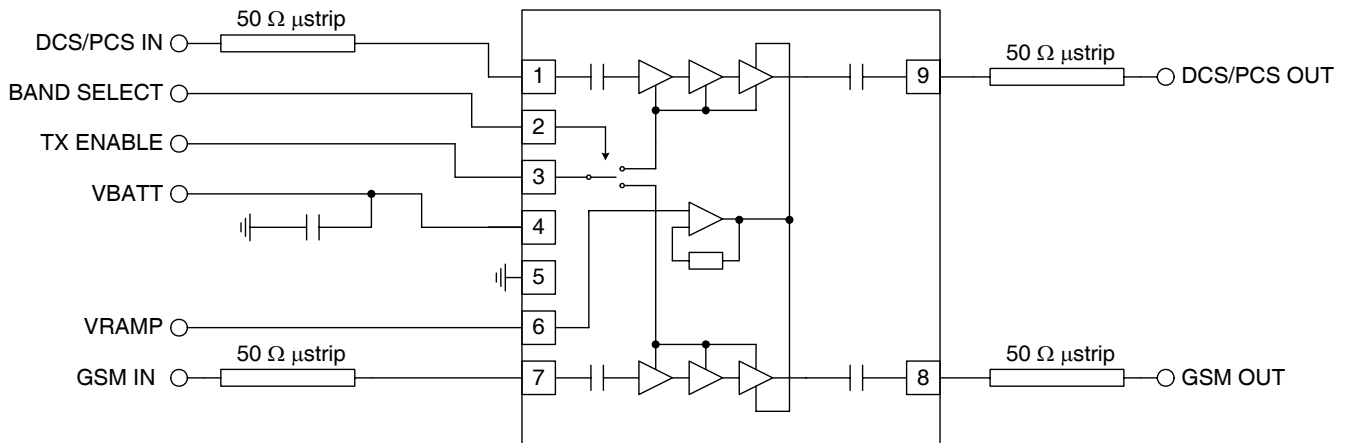 50 Ω μstrip
DCS/PCS IN
BAND SELECT
TX ENABLE
VBATT
VRAMP
50 Ω μstrip
GSM IN
1
2
3
4
5
6
7
9
8
50 Ω μstrip
DCS/PCS OUT
50 Ω μstrip
GSM OUT